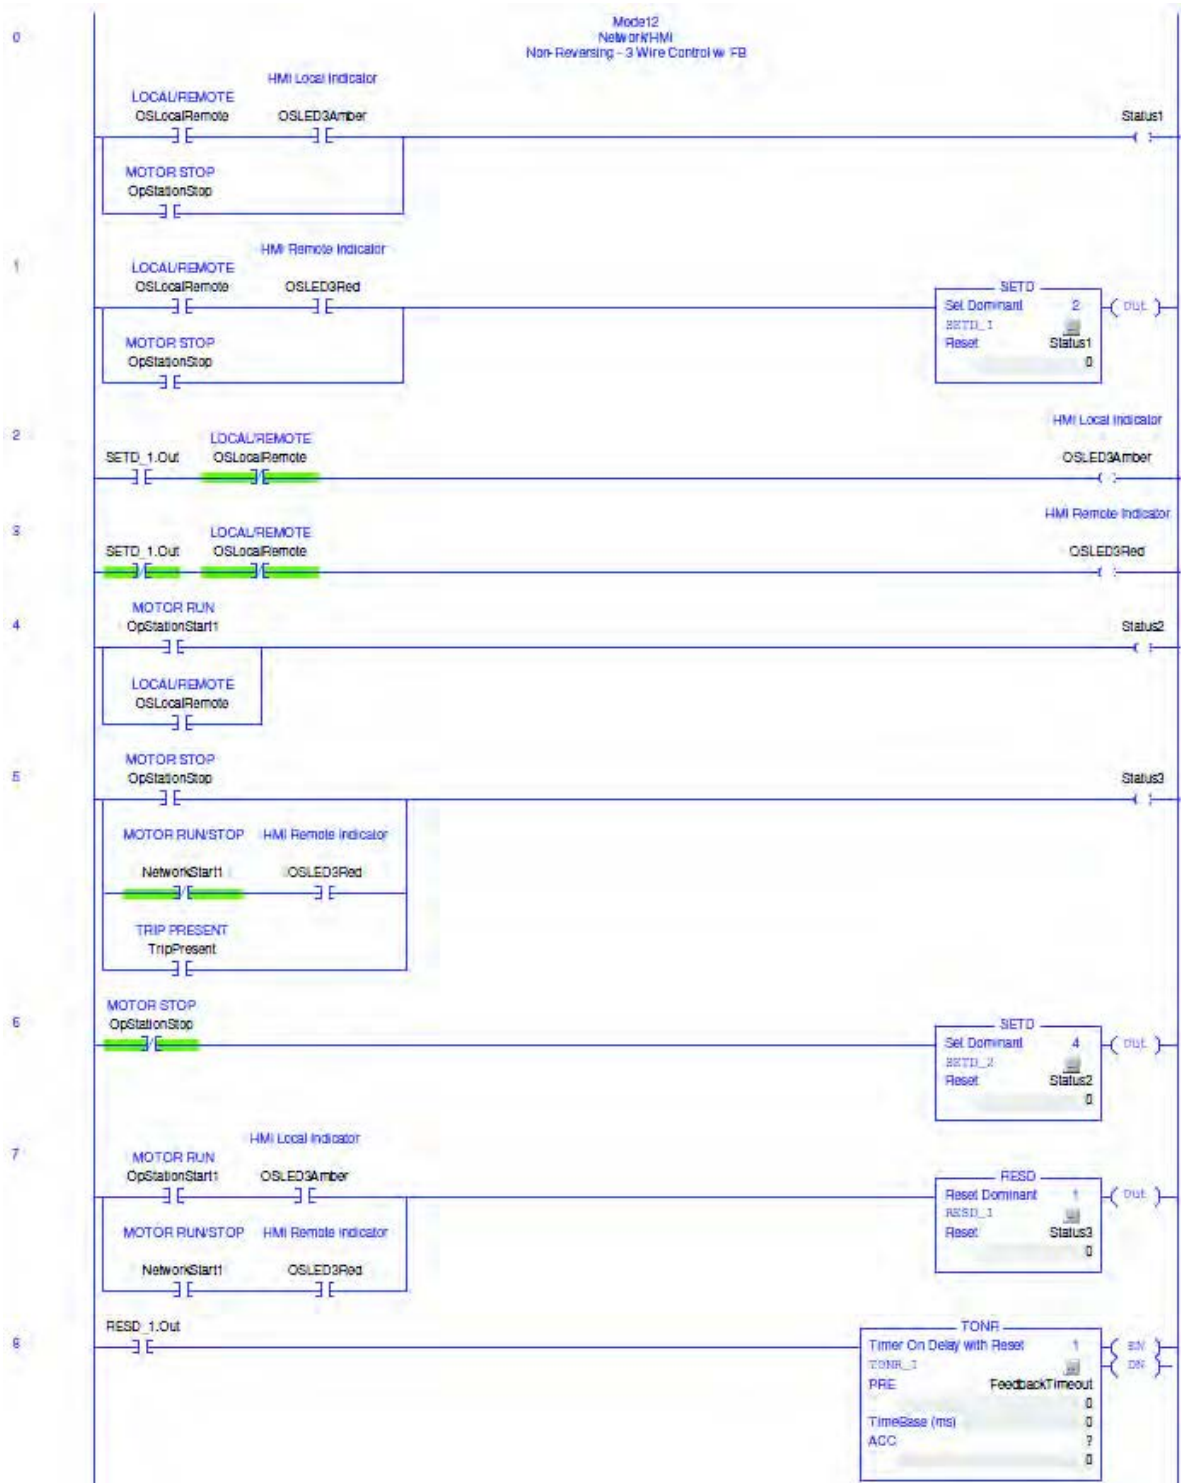 Mode12
0
Network/HMI
Non-Reversing - 3 Wire Control w/ FB
HMI Local Indicator
LOCAL/REMOTE
OSLocalRemote OSLED3Amber Status1
MOTOR STOP
OpStationStop
HMI Remote Indicator
1
LOCAL/REMOTE
OSLocalRemote OSLED3Red SETD
Set Dominant 2 Out
SETD_1
MOTOR STOP Reset Status1
OpStationStop 0
HMI Local Indicator
2 LOCAL/REMOTE
SETD_1.Out OSLocalRemote OSLED3Amber
HMI Remote Indicator
3 LOCAL/REMOTE
SETD_1.Out OSLocalRemote OSLED3Red
MOTOR RUN
4 OpStationStart1 Status2
LOCAL/REMOTE
OSLocalRemote
MOTOR STOP
5 OpStationStop Status3
MOTOR RUN/STOP HMI Remote Indicator
NetworkStart1 OSLED3Red
TRIP PRESENT
TripPresent
MOTOR STOP
6 OpStationStop SETD
Set Dominant 4 Out
SETD_2
Reset Status2
0
HMI Local Indicator
7 MOTOR RUN
OpStationStart1 OSLED3Amber RESD
Reset Dominant 1 Out
RESD_1
MOTOR RUN/STOP HMI Remote Indicator Reset Status3
0
NetworkStart1 OSLED3Red
RESD_1.Out TONR
8 Timer On Delay with Reset 1 EN
TONR_1 DN
PRE FeedbackTimeout
0
TimeBase (ms) 0
ACC ?
0